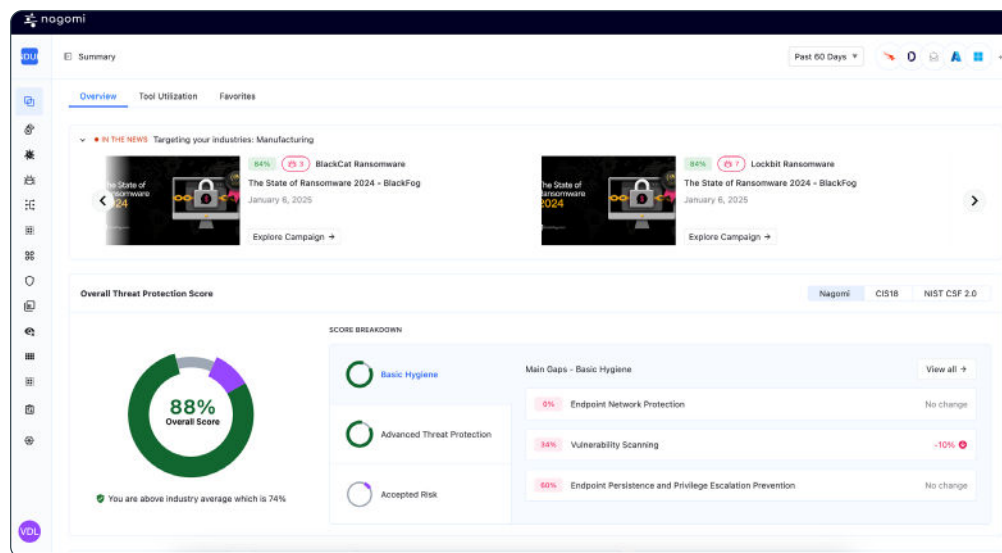 nagomi
Summary
Past 60 Days
Overview Tool Utilization Favorites
IN THE NEWS Targeting your industries: Manufacturing
84% 3 BlackCat Ransomware
The State of Ransomware 2024 - BlackFog
January 6, 2025
Explore Campaign →
The State of
Ransomware
2024
84% 7 Lockbit Ransomware
The State of Ransomware 2024 - BlackFog
January 6, 2025
Explore Campaign →
Overall Threat Protection Score
Nagomi CIS18 NIST CSF 2.0
88%
Overall Score
You are above industry average which is 74%
SCORE BREAKDOWN
Basic Hygiene
Advanced Threat Protection
Accepted Risk
Main Gaps - Basic Hygiene
View all →
0% Endpoint Network Protection No change
34% Vulnerability Scanning -10%
60% Endpoint Persistence and Privilege Escalation Prevention No change
VDL